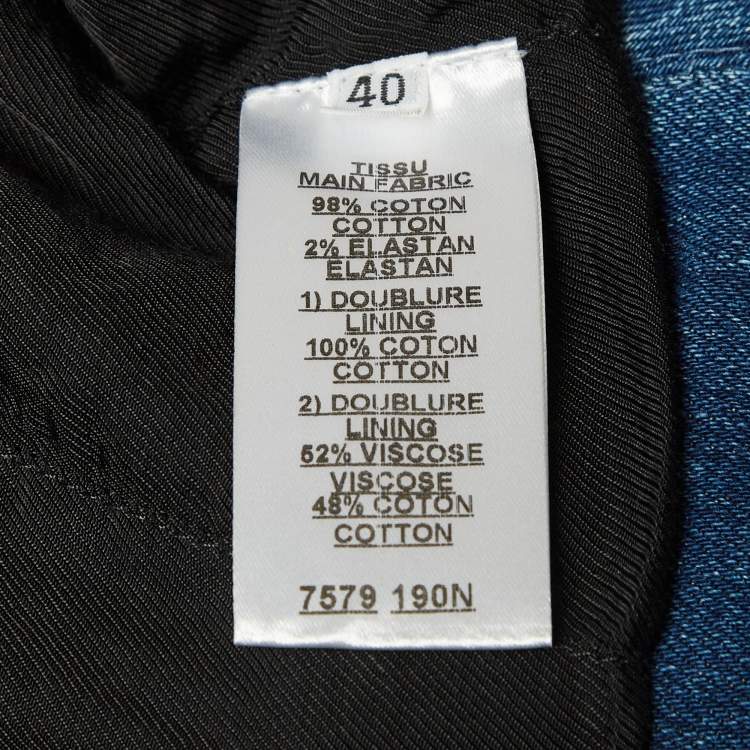 40
TISSU
MAIN FABRIC
98% COTON
COTTON
2% ELASTAN
ELASTAN
1) DOUBLURE
LINING
100% COTON
COTTON
2) DOUBLURE
LINING
52% VISCOSE
VISCOSE
48% COTON
COTTON
7579 190N